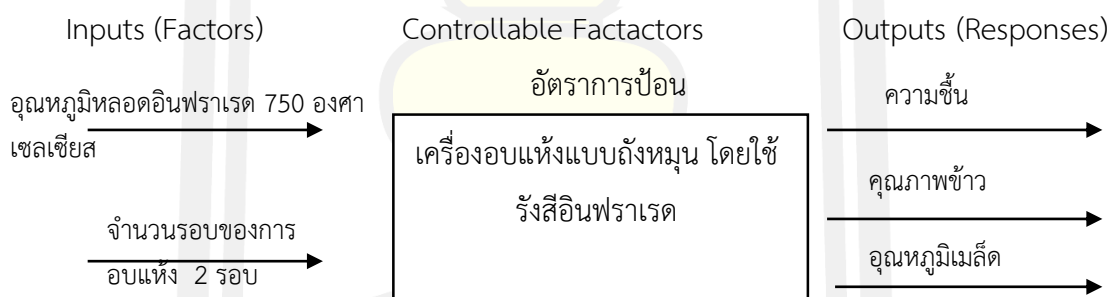 Inputs (Factors) Controllable Factactors Outputs (Responses)
อัตราการป้อน
อุณหภูมิหลอดอินฟราเรด 750 องศา
เซลเซียส
จำนวนรอบของการ
อบแห้ง 2 รอบ
เครื่องอบแห้งแบบถังหมุน โดยใช้
รังสีอินฟราเรด
ความชื้น
คุณภาพข้าว
อุณหภูมิเมล็ด